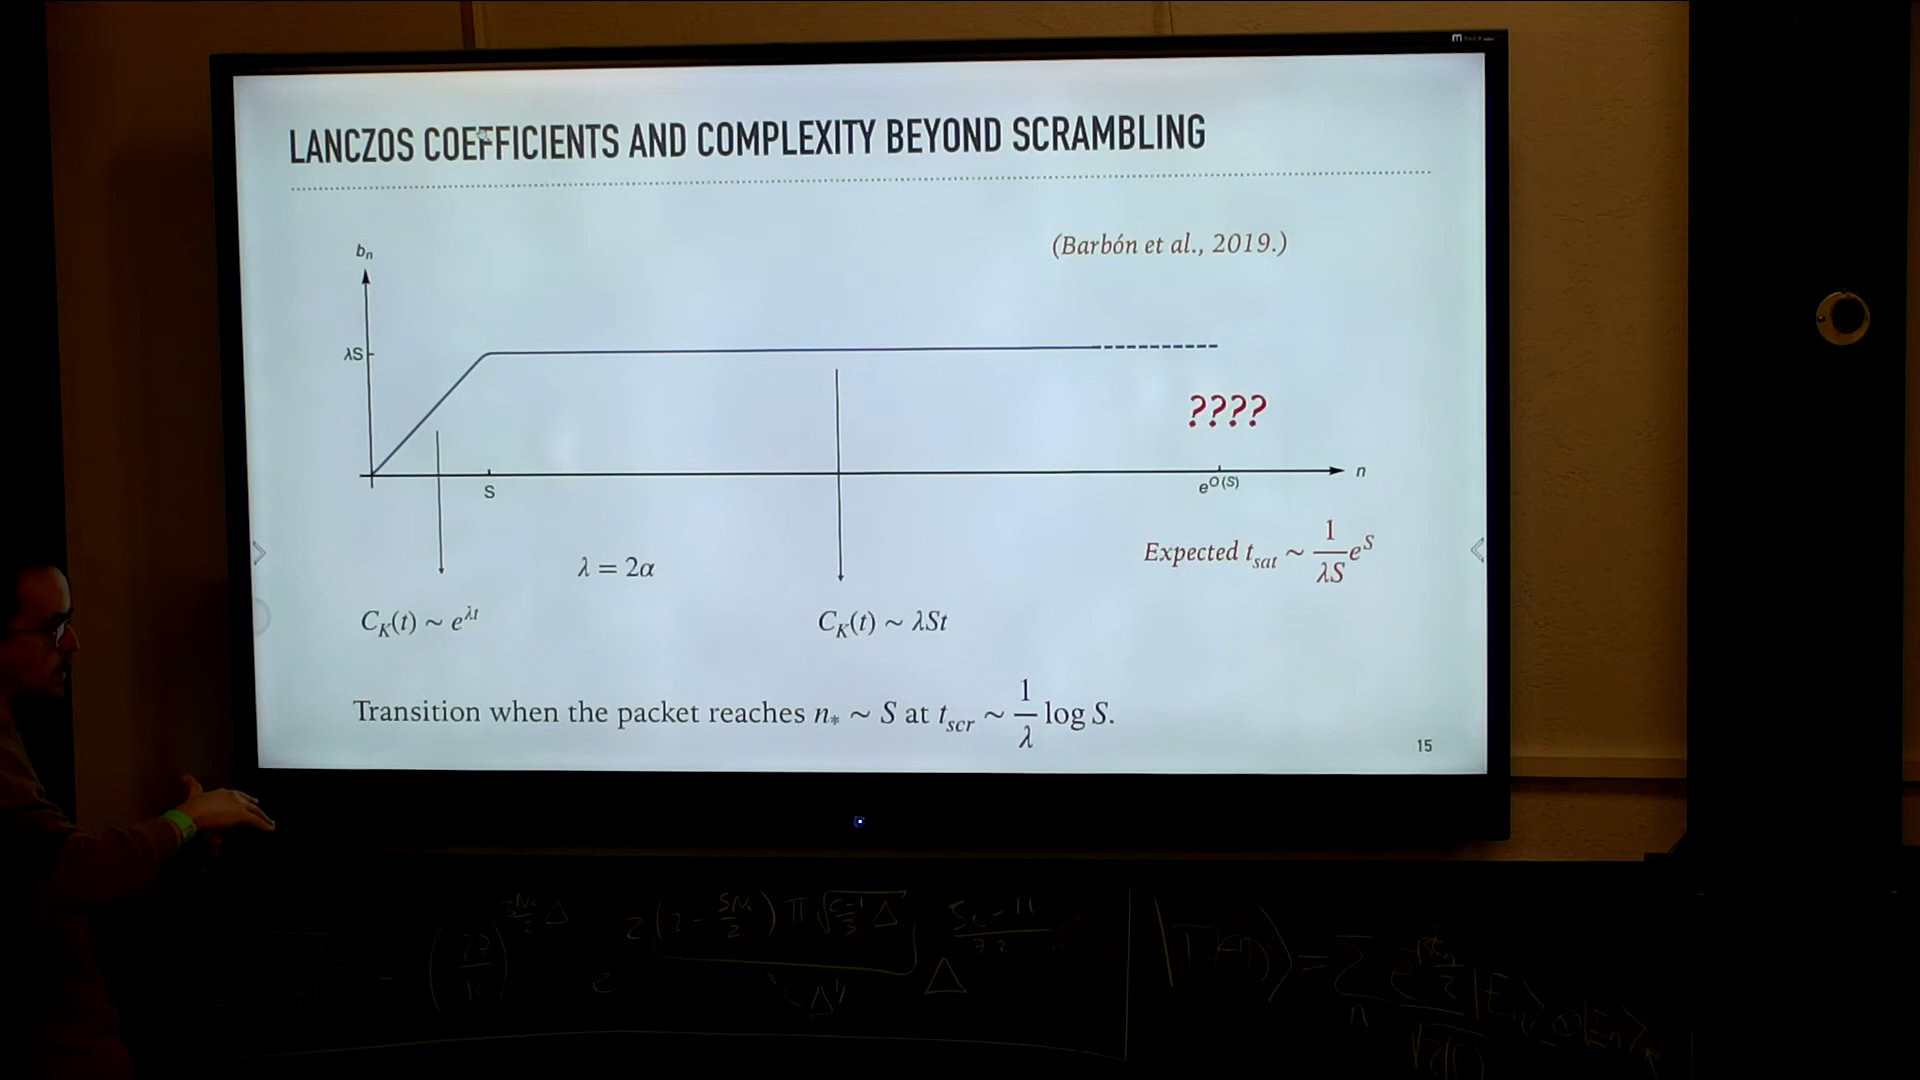 LANCZOS COEFFICIENTS AND COMPLEXITY BEYOND SCRAMBLING
(Barbón et al., 2019.)
bₙ
λS
????
n
S
e^O(S)
Expected t_sat ~ 1/λS e^S
λ = 2α
C_K(t) ~ e^λt
C_K(t) ~ λSt
Transition when the packet reaches n_* ~ S at t_scr ~ 1/λ log S.
15